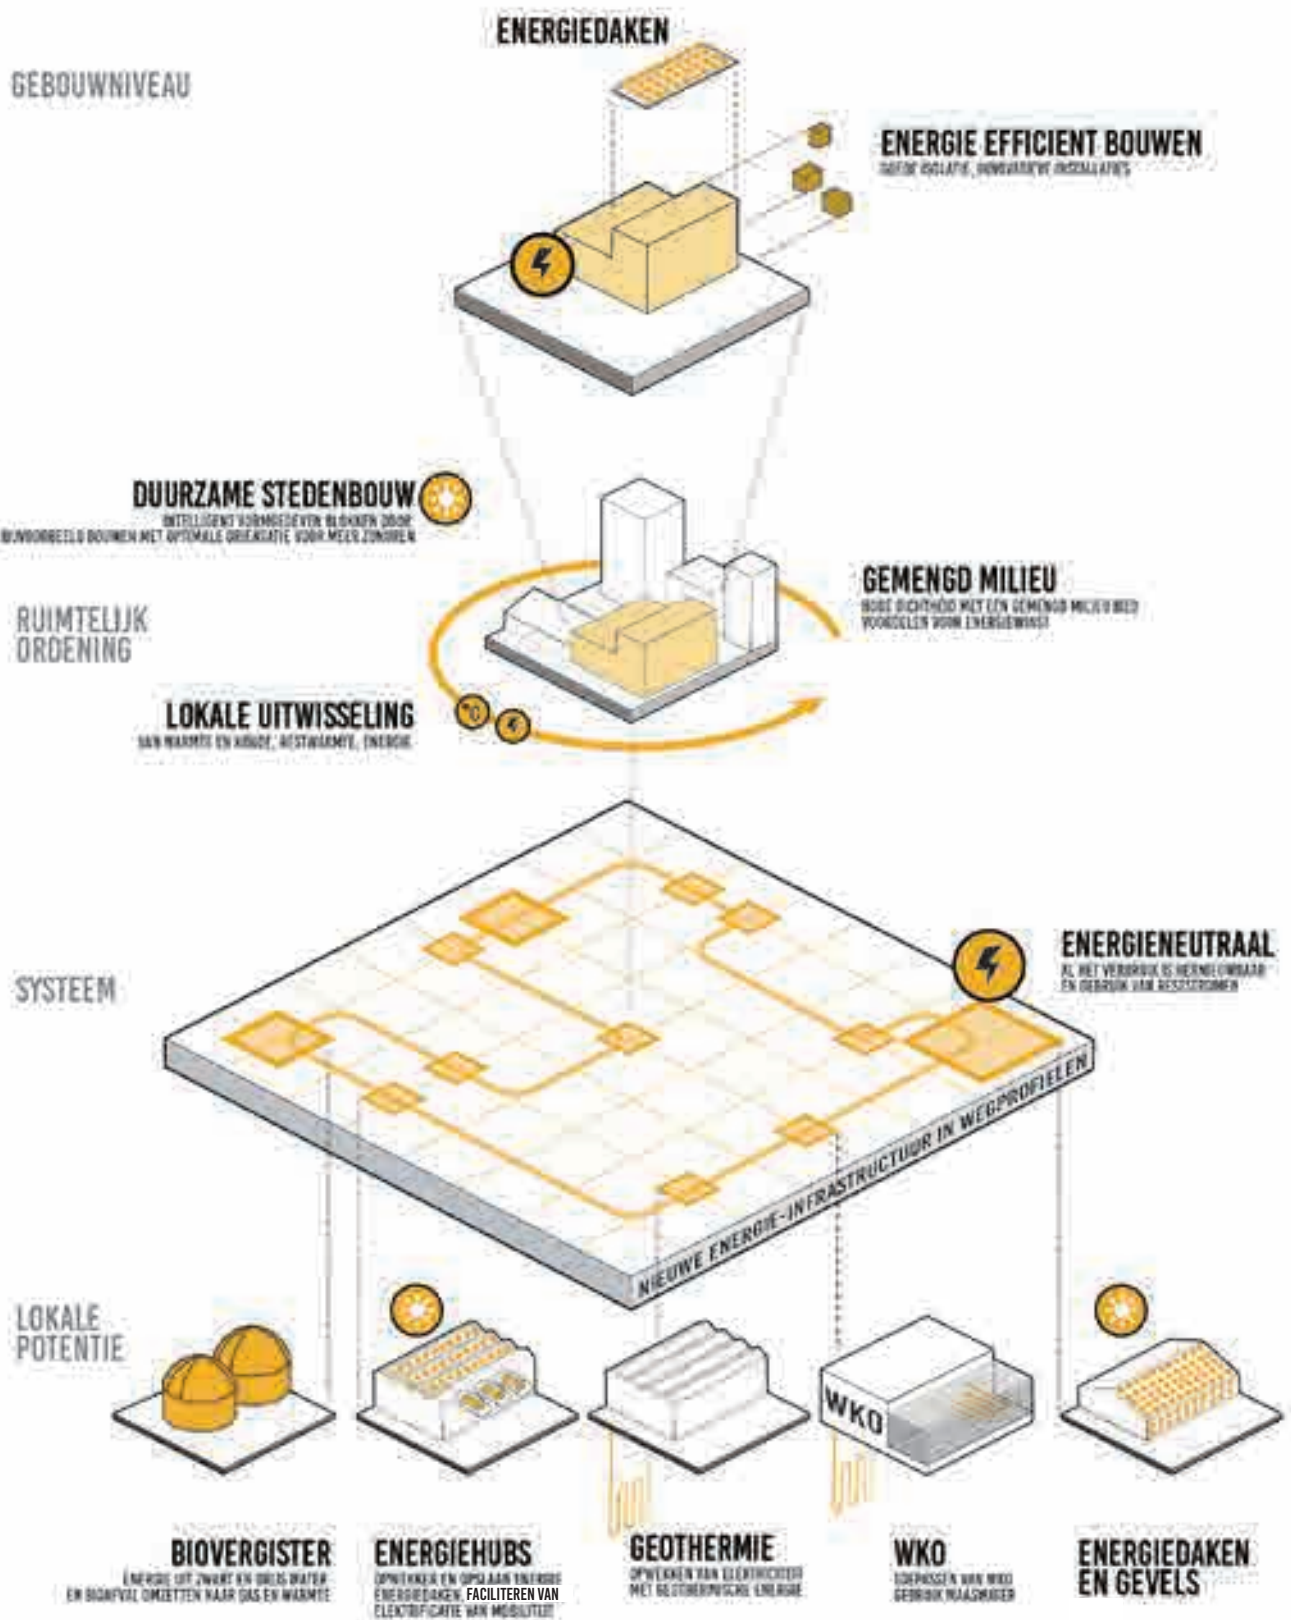 ENERGIEDAKEN
GEBOUWNIVEAU
ENERGIE EFFICIENT BOUWEN
GOEDE ISOLATIE, INNOVATIEVE INSTALLATIES
DUURZAME STEDENBOUW
INTELLIGENT VORMGEGEVEN BLOKKEN DOOR
BIJVOORBEELD BOUWEN MET OPTIMALE ORIENTATIE VOOR MEER ZONUREN
GEMENGD MILIEU
HOGE DICHTHEID MET EEN GEMENGD MILIEU BIED
VOORDELEN VOOR ENERGIEWINST
RUIMTELIJK
ORDENING
LOKALE UITWISSELING
VAN WARMTE EN KOUDE, RESTWARMTE, ENERGIE
°C
ENERGIENEUTRAAL
AL HET VERBRUIK IS HERNIEUWBAAR
EN GEBRUIK VAN RESTSTROMEN
SYSTEEM
NIEUWE ENERGIE-INFRASTRUCTUUR IN WEGPROFIELEN
LOKALE
POTENTIE
WKO
BIOVERGISTER
ENERGIE UIT ZWART EN GRIJS WATER
EN BIOAFVAL OMZETTEN NAAR GAS EN WARMTE
ENERGIEHUBS
OPWEKKEN EN OPSLAAN ENERGIE
ENERGIEDAKEN, FACILITEREN VAN
ELEKTRIFICATIE VAN MOBILITEIT
GEOTHERMIE
OPWEKKEN VAN ELEKTRICITEIT
MET GEOTHERMISCHE ENERGIE
WKO
TOEPASSEN VAN WKO
GEBRUIK MAASWATER
ENERGIEDAKEN
EN GEVELS